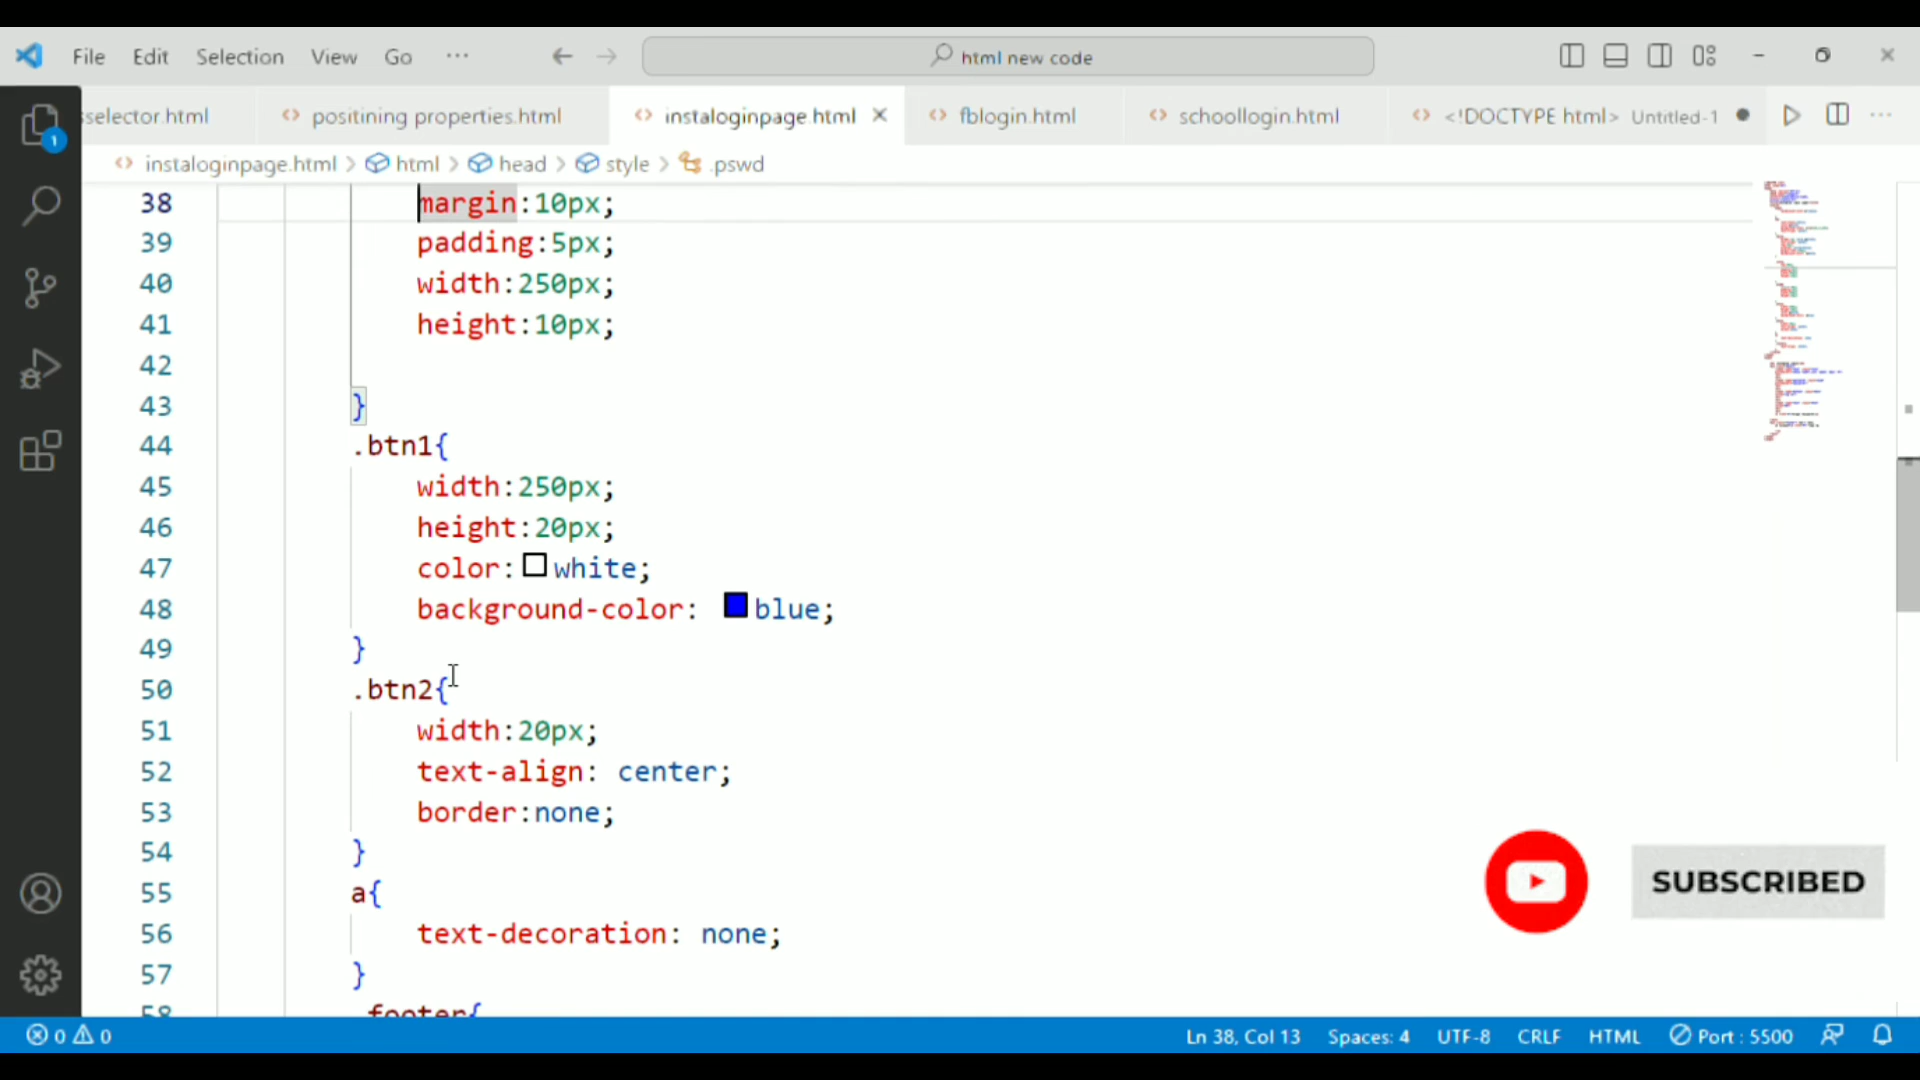 File Edit Selection View Go ··· html new code
selector.html positining properties.html instaloginpage.html fblogin.html schoollogin.html <!DOCTYPE html> Untitled-1
instaloginpage.html > html > head > style > .pswd
38 margin:10px;
39 padding:5px;
40 width:250px;
41 height:10px;
42
43 }
44 .btn1{
45 width:250px;
46 height:20px;
47 color: white;
48 background-color: blue;
49 }
50 .btn2{
51 width:20px;
52 text-align: center;
53 border:none;
54 }
55 a{
56 text-decoration: none;
57 }
58 .footer{
1
SUBSCRIBED
0 0 Ln 38, Col 13 Spaces: 4 UTF-8 CRLF HTML Port : 5500